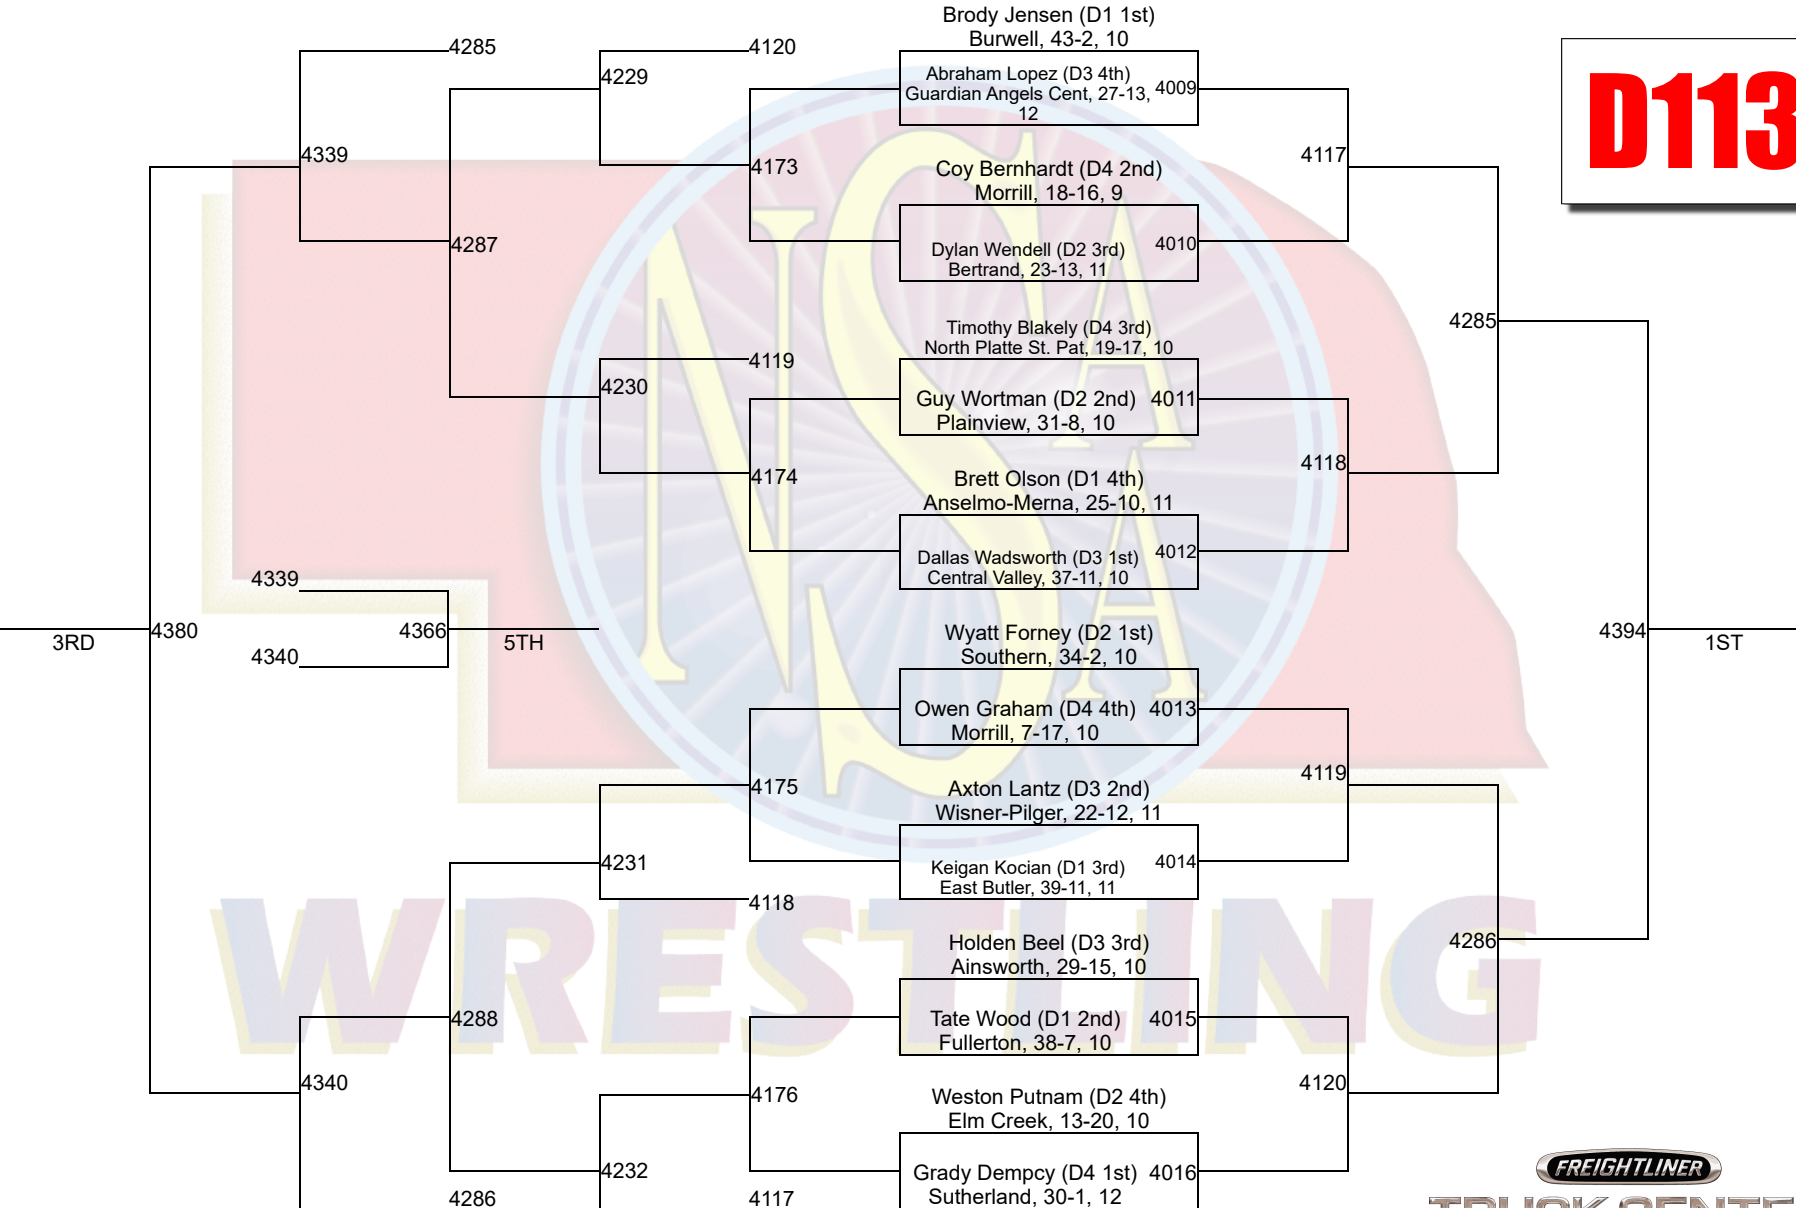 Brody Jensen (D1 1st)
Burwell, 43-2, 10
4285
4120
4229
Abraham Lopez (D3 4th)
Guardian Angels Cent, 27-13,
12
4009
D113
4339
4173
4117
Coy Bernhardt (D4 2nd)
Morrill, 18-16, 9
4287
Dylan Wendell (D2 3rd)
Bertrand, 23-13, 11
4010
Timothy Blakely (D4 3rd)
North Platte St. Pat, 19-17, 10
4285
4119
4230
Guy Wortman (D2 2nd)
Plainview, 31-8, 10
4011
4174
4118
Brett Olson (D1 4th)
Anselmo-Merna, 25-10, 11
Dallas Wadsworth (D3 1st)
Central Valley, 37-11, 10
4012
4339
4380
3RD
4366
5TH
4340
Wyatt Forney (D2 1st)
Southern, 34-2, 10
4394
1ST
Owen Graham (D4 4th)
Morrill, 7-17, 10
4013
4175
4119
Axton Lantz (D3 2nd)
Wisner-Pilger, 22-12, 11
4231
Keigan Kocian (D1 3rd)
East Butler, 39-11, 11
4014
4118
Holden Beel (D3 3rd)
Ainsworth, 29-15, 10
4286
4288
Tate Wood (D1 2nd)
Fullerton, 38-7, 10
4015
4340
4176
4120
Weston Putnam (D2 4th)
Elm Creek, 13-20, 10
4232
Grady Dempcy (D4 1st)
Sutherland, 30-1, 12
4016
4286
4117
NSAA
WRESTLING
FREIGHTLINER
TRUCK CENTE